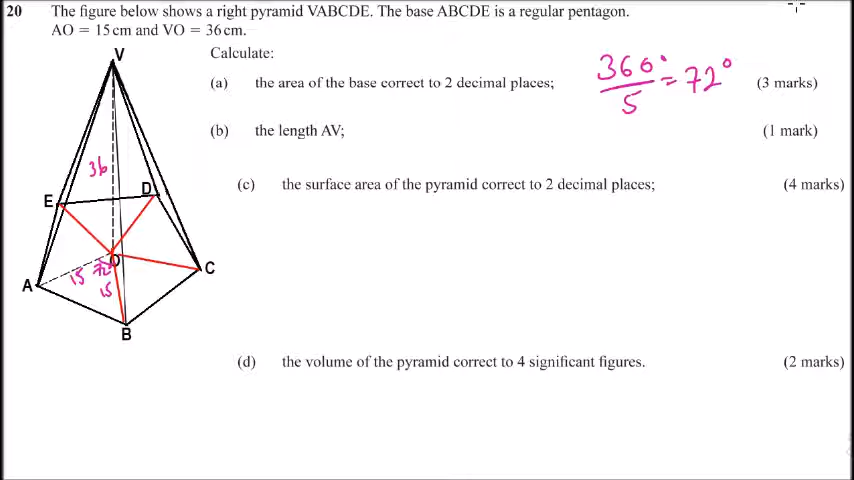 20 The figure below shows a right pyramid VABCDE. The base ABCDE is a regular pentagon.
AO = 15 cm and VO = 36 cm.
Calculate:
(a) the area of the base correct to 2 decimal places; (3 marks)
360°/5 = 72°
(b) the length AV; (1 mark)
(c) the surface area of the pyramid correct to 2 decimal places; (4 marks)
(d) the volume of the pyramid correct to 4 significant figures. (2 marks)
V
36
D
E
O
72°
15
15
C
A
B